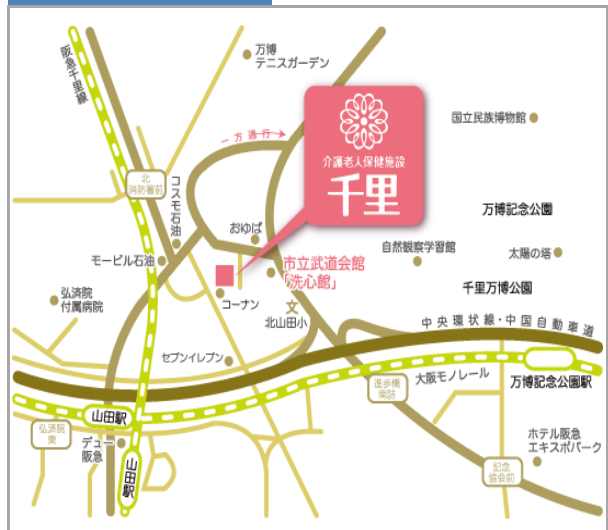 阪急千里線
万博
テニスガーデン
一方通行
国立民族博物館
介護老人保健施設
千里
北
消防署前
コスモ石油
おゆば
万博記念公園
自然観察学習館
太陽の塔
モービル石油
市立武道会館
「洗心館」
千里万博公園
弘済院
付属病院
コーナン
文
北山田小
中央環状線・中国自動車道
セブンイレブン
大阪モノレール
万博記念公園駅
進歩橋
南詰
山田駅
弘済院
東
デュー
阪急
山田駅
ホテル阪急
エキスポパーク
記念
協会前